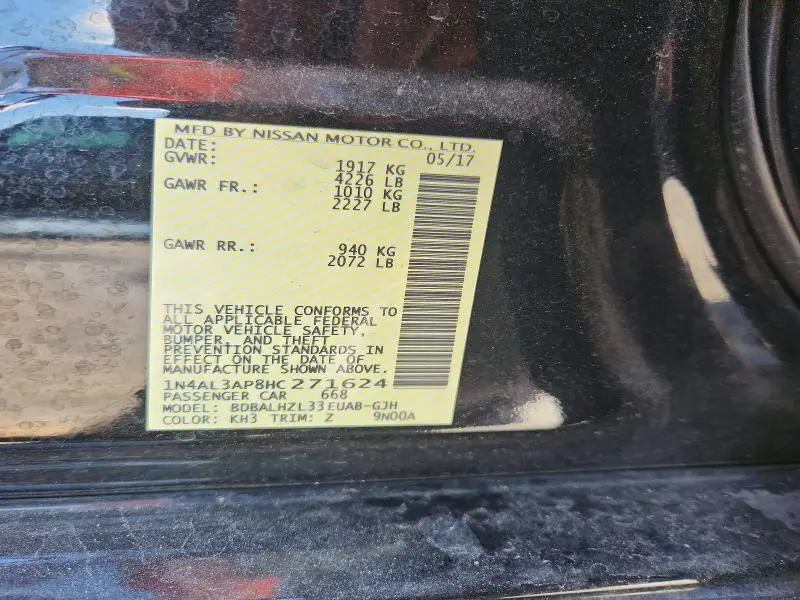 MFD BY NISSAN MOTOR CO., LTD.
DATE: 05/17
GVWR: 1917 KG
4226 LB
GAWR FR.: 1010 KG
2227 LB
GAWR RR.: 940 KG
2072 LB
THIS VEHICLE CONFORMS TO
ALL APPLICABLE FEDERAL
MOTOR VEHICLE SAFETY,
BUMPER, AND THEFT
PREVENTION STANDARDS IN
EFFECT ON THE DATE OF
MANUFACTURE SHOWN ABOVE.
1N4AL3AP8HC 271624
PASSENGER CAR 668
MODEL: BDBALHZL33EUAB-GJH
COLOR: KH3 TRIM: Z 9N00A